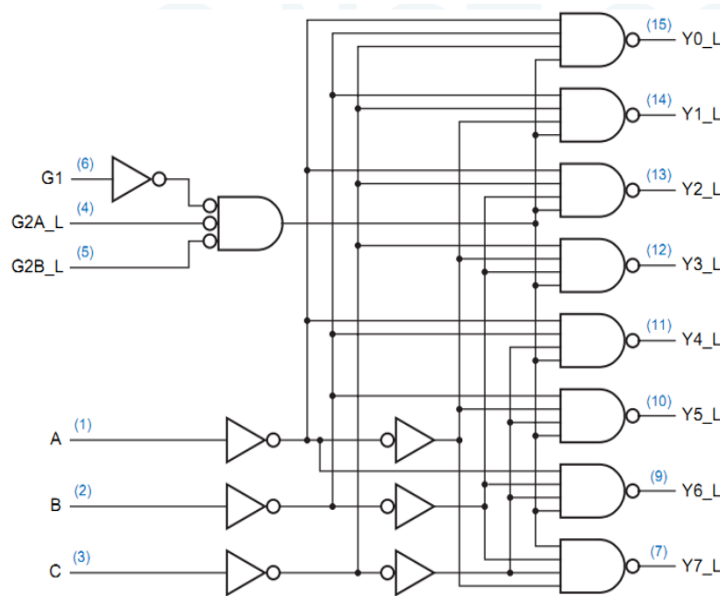 (15) Y0_L
(14) Y1_L
(6) G1
(13) Y2_L
(4) G2A_L
(5) G2B_L
(12) Y3_L
(11) Y4_L
(1) A
(10) Y5_L
(2) B
(9) Y6_L
(3) C
(7) Y7_L